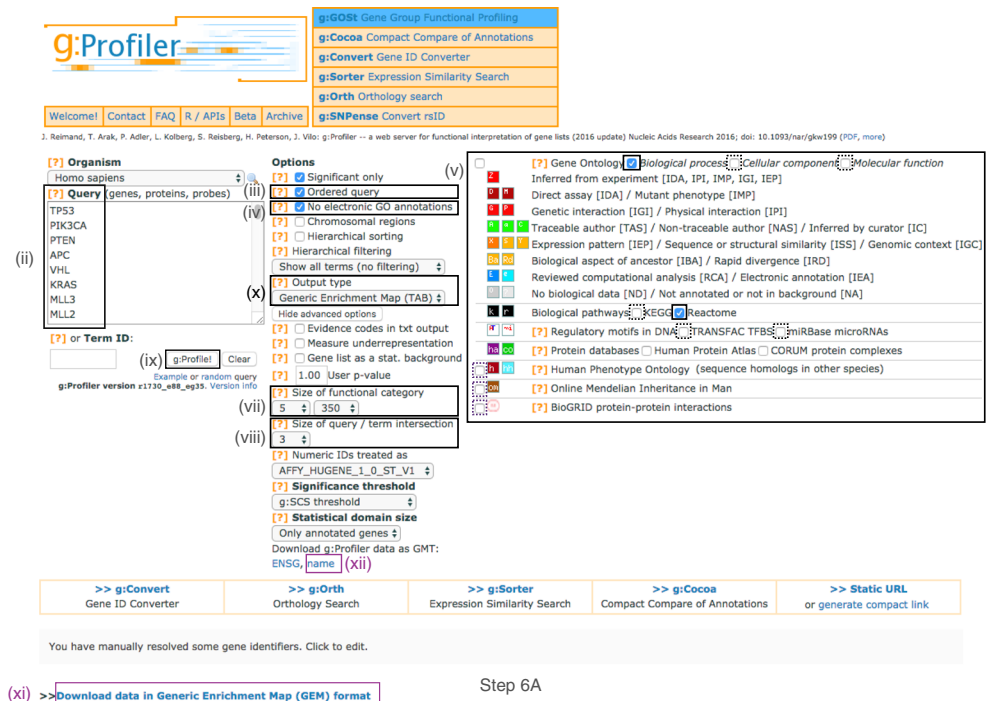 g:Profiler
g:GOSt Gene Group Functional Profiling
g:Cocoa Compact Compare of Annotations
g:Convert Gene ID Converter
g:Sorter Expression Similarity Search
g:Orth Orthology search
g:SNPense Convert rsID
Welcome! Contact FAQ R / APIs Beta Archive
J. Reimand, T. Arak, P. Adler, L. Kolberg, S. Reisberg, H. Peterson, J. Vilo: g:Profiler -- a web server for functional interpretation of gene lists (2016 update) Nucleic Acids Research 2016; doi: 10.1093/nar/gkw199 (PDF, more)
[?] Organism
Homo sapiens
[?] Query (genes, proteins, probes)
(ii)
TP53
PIK3CA
PTEN
APC
VHL
KRAS
MLL3
MLL2
[?] or Term ID:
(ix) g:Profile! Clear
Example or random query
g:Profiler version r1730_e88_eg35. Version info
Options
[?] Significant only
(iii) [?] Ordered query
(iv) [?] No electronic GO annotations
[?] Chromosomal regions
[?] Hierarchical sorting
[?] Hierarchical filtering
Show all terms (no filtering)
(x) [?] Output type
Generic Enrichment Map (TAB)
Hide advanced options
[?] Evidence codes in txt output
[?] Measure underrepresentation
[?] Gene list as a stat. background
[?] 1.00 User p-value
(vii) [?] Size of functional category
5 350
(viii) [?] Size of query / term intersection
3
[?] Numeric IDs treated as
AFFY_HUGENE_1_0_ST_V1
[?] Significance threshold
g:SCS threshold
[?] Statistical domain size
Only annotated genes
Download g:Profiler data as GMT:
ENSG, name (xii)
(v)
[?] Gene Ontology Biological process Cellular component Molecular function
Inferred from experiment [IDA, IPI, IMP, IGI, IEP]
D M Direct assay [IDA] / Mutant phenotype [IMP]
G P Genetic interaction [IGI] / Physical interaction [IPI]
Traceable author [TAS] / Non-traceable author [NAS] / Inferred by curator [IC]
Expression pattern [IEP] / Sequence or structural similarity [ISS] / Genomic context [IGC]
Ba Rd Biological aspect of ancestor [IBA] / Rapid divergence [IRD]
Reviewed computational analysis [RCA] / Electronic annotation [IEA]
No biological data [ND] / Not annotated or not in background [NA]
k r Biological pathways KEGG Reactome
[?] Regulatory motifs in DNA TRANSFAC TFBS miRBase microRNAs
ha co [?] Protein databases Human Protein Atlas CORUM protein complexes
h hh [?] Human Phenotype Ontology (sequence homologs in other species)
om [?] Online Mendelian Inheritance in Man
[?] BioGRID protein-protein interactions
>> g:Convert
Gene ID Converter
>> g:Orth
Orthology Search
>> g:Sorter
Expression Similarity Search
>> g:Cocoa
Compact Compare of Annotations
>> Static URL
or generate compact link
You have manually resolved some gene identifiers. Click to edit.
(xi) >>Download data in Generic Enrichment Map (GEM) format
Step 6A